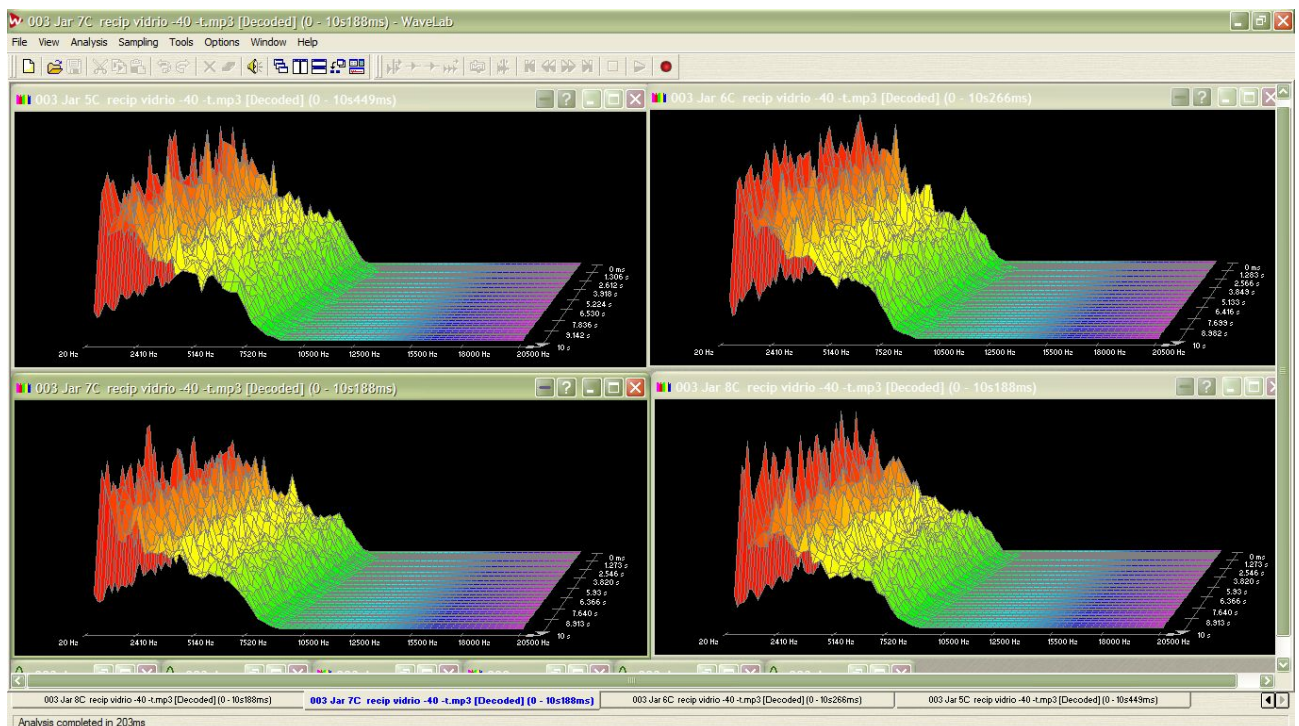 003 Jar 7C recip vidrio -40 -t.mp3 [Decoded] (0 - 10s188ms) - WaveLab
File View Analysis Sampling Tools Options Window Help
003 Jar 5C recip vidrio -40 -t.mp3 [Decoded] (0 - 10s449ms)
0 ms
1.306 s
2.612 s
3.918 s
5.224 s
6.530 s
7.836 s
9.142 s
10 s
20 Hz 2410 Hz 5140 Hz 7520 Hz 10500 Hz 12500 Hz 15500 Hz 18000 Hz 20500 Hz
003 Jar 6C recip vidrio -40 -t.mp3 [Decoded] (0 - 10s266ms)
0 ms
1.283 s
2.566 s
3.849 s
5.133 s
6.416 s
7.699 s
8.982 s
10 s
20 Hz 2410 Hz 5140 Hz 7520 Hz 10500 Hz 12500 Hz 15500 Hz 18000 Hz 20500 Hz
003 Jar 7C recip vidrio -40 -t.mp3 [Decoded] (0 - 10s188ms)
0 ms
1.273 s
2.546 s
3.820 s
5.93 s
6.366 s
7.640 s
8.913 s
10 s
20 Hz 2410 Hz 5140 Hz 7520 Hz 10500 Hz 12500 Hz 15500 Hz 18000 Hz 20500 Hz
003 Jar 8C recip vidrio -40 -t.mp3 [Decoded] (0 - 10s188ms)
0 ms
1.273 s
2.546 s
3.820 s
5.93 s
6.366 s
7.640 s
8.913 s
10 s
20 Hz 2410 Hz 5140 Hz 7520 Hz 10500 Hz 12500 Hz 15500 Hz 18000 Hz 20500 Hz
003 Jar 8C recip vidrio -40 -t.mp3 [Decoded] (0 - 10s188ms) 003 Jar 7C recip vidrio -40 -t.mp3 [Decoded] (0 - 10s188ms) 003 Jar 6C recip vidrio -40 -t.mp3 [Decoded] (0 - 10s266ms) 003 Jar 5C recip vidrio -40 -t.mp3 [Decoded] (0 - 10s449ms)
Analysis completed in 203ms